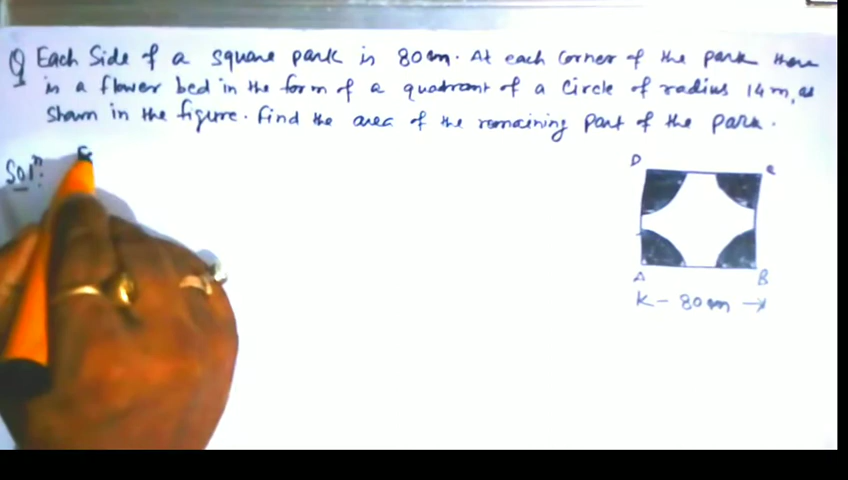 Q Each Side of a square park is 80m. At each corner of the park there
is a flower bed in the form of a quadrant of a circle of radius 14m, as
shown in the figure. find the area of the remaining part of the park.
Solⁿ:
D C
A B
80m